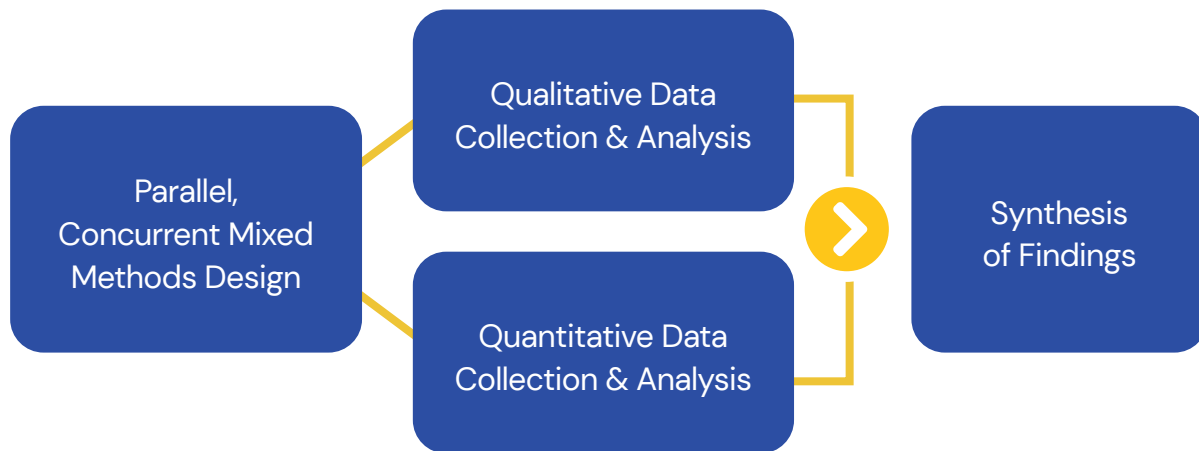 Parallel,
Concurrent Mixed
Methods Design
Qualitative Data
Collection & Analysis
Quantitative Data
Collection & Analysis
Synthesis
of Findings